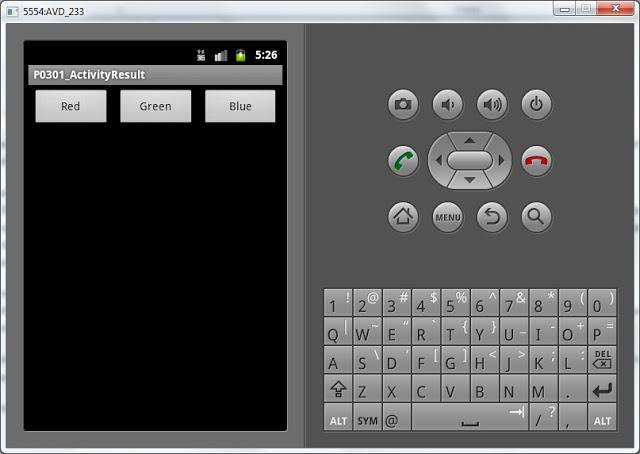 5554:AVD_233
3G 5:26
P0301_ActivityResult
Red Green Blue
MENU
1 ! 2 @ 3 # 4 $ 5 % 6 ^ 7 & 8 * 9 ( 0 )
Q | W ~ E " R ` T { Y } U _ I - O + P =
A S \ D ' F [ G ] H < J > K ; L : DEL
Z X C V B N M .
ALT SYM @ / ? , ALT